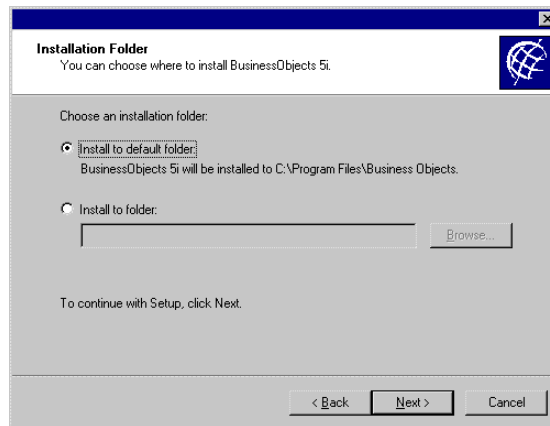 Installation Folder
You can choose where to install BusinessObjects 5i.
Choose an installation folder:
Install to default folder:
BusinessObjects 5i will be installed to C:\Program Files\Business Objects.
Install to folder:
Browse...
To continue with Setup, click Next.
< Back Next > Cancel